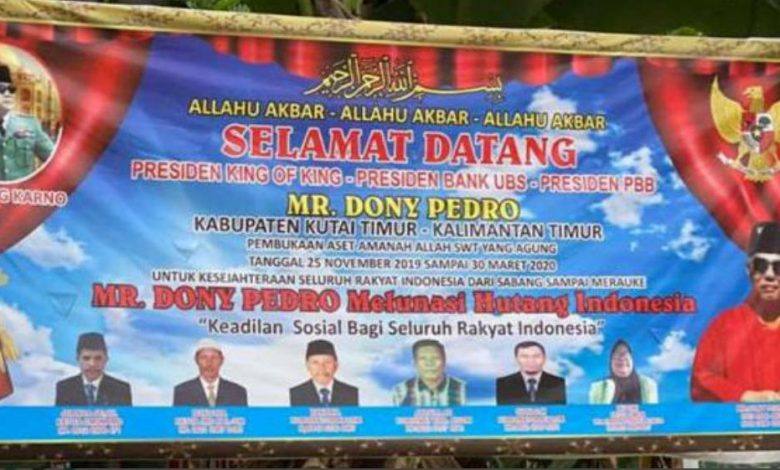 بسم الله الرحمن الرحيم
ALLAHU AKBAR - ALLAHU AKBAR - ALLAHU AKBAR
SELAMAT DATANG
PRESIDEN KING OF KING - PRESIDEN BANK UBS - PRESIDEN PBB
MR. DONY PEDRO
KABUPATEN KUTAI TIMUR - KALIMANTAN TIMUR
PEMBUKAAN ASET AMANAH ALLAH SWT YANG AGUNG
TANGGAL 25 NOVEMBER 2019 SAMPAI 30 MARET 2020
UNTUK KESEJAHTERAAN SELURUH RAKYAT INDONESIA DARI SABANG SAMPAI MERAUKE
MR. DONY PEDRO Melunasi Hutang Indonesia
"Keadilan Sosial Bagi Seluruh Rakyat Indonesia"
G KARNO